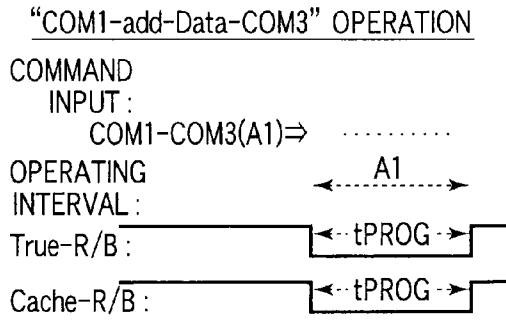 "COM1-add-Data-COM3" OPERATION
COMMAND
INPUT :
COM1-COM3(A1)⇒ ..........
OPERATING A1
INTERVAL :
True-R/B : tPROG
Cache-R/B : tPROG